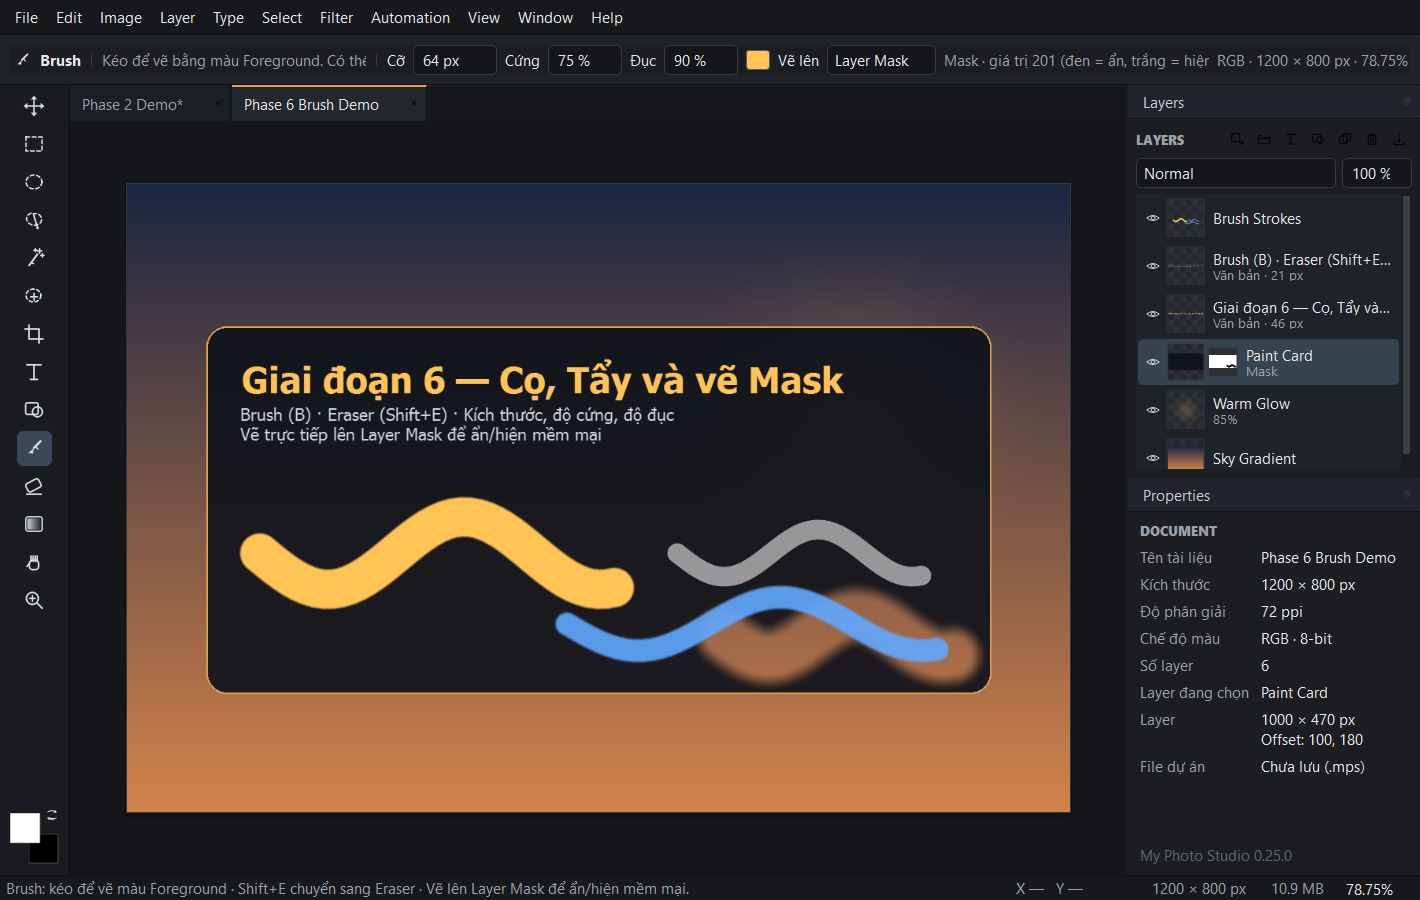 File Edit Image Layer Type Select Filter Automation View Window Help
Brush Kéo để vẽ bằng màu Foreground. Có thể Cỡ 64 px Cứng 75 % Đục 90 % Vẽ lên Layer Mask Mask · giá trị 201 (đen = ẩn, trắng = hiện RGB · 1200 × 800 px · 78.75%
Phase 2 Demo* × Phase 6 Brush Demo ×
Giai đoạn 6 — Cọ, Tẩy và vẽ Mask
Brush (B) · Eraser (Shift+E) · Kích thước, độ cứng, độ đục
Vẽ trực tiếp lên Layer Mask để ẩn/hiện mềm mại
Layers
LAYERS
Normal 100 %
Brush Strokes
Brush (B) · Eraser (Shift+E...
Văn bản · 21 px
Giai đoạn 6 — Cọ, Tẩy và...
Văn bản · 46 px
Paint Card
Mask
Warm Glow
85%
Sky Gradient
Properties
DOCUMENT
Tên tài liệu Phase 6 Brush Demo
Kích thước 1200 × 800 px
Độ phân giải 72 ppi
Chế độ màu RGB · 8-bit
Số layer 6
Layer đang chọn Paint Card
Layer 1000 × 470 px
Offset: 100, 180
File dự án Chưa lưu (.mps)
My Photo Studio 0.25.0
Brush: kéo để vẽ màu Foreground · Shift+E chuyển sang Eraser · Vẽ lên Layer Mask để ẩn/hiện mềm mại. X — Y — 1200 × 800 px 10.9 MB 78.75%